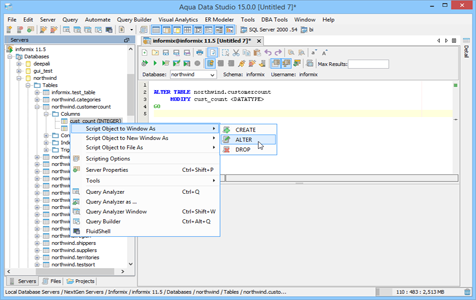 Aqua Data Studio 15.0.0 [Untitled 7]*
File Edit Server Automate Query Builder Visual Analytics ER Modeler Tools DBA Tools Window Help
SQL Server 2000 .54 bi
Servers
informix@informix 11.5 [Untitled 7]*
informix 11.5
Databases
deepak
gui_test
northwind
Tables
informix.test_table
northwind.categories
northwind.customercount
Columns
cust_count (INTEGER)
Max Results:
Database: northwind Schema: informix Username: informix
1
2
3
4
5
ALTER TABLE northwind.customercount
MODIFY cust_count <DATATYPE>
GO
Script Object to Window As
Script Object to New Window As
Script Object to File As
Scripting Options
Server Properties Ctrl+Shift+P
Tools
Query Analyzer Ctrl+Q
Query Analyzer as ...
Query Analyzer Window Ctrl+Shift+W
Query Builder Ctrl+Alt+Q
FluidShell
CREATE
ALTER
DROP
northwind.shippers
northwind.suppliers
northwind.territories
northwind.testsort
Detail
Servers Files Projects
Local Database Servers / NextGen Servers / Informix / informix 11.5 / Databases / northwind / Tables / northwind.custo...
110 : 483 : 2,513 MB